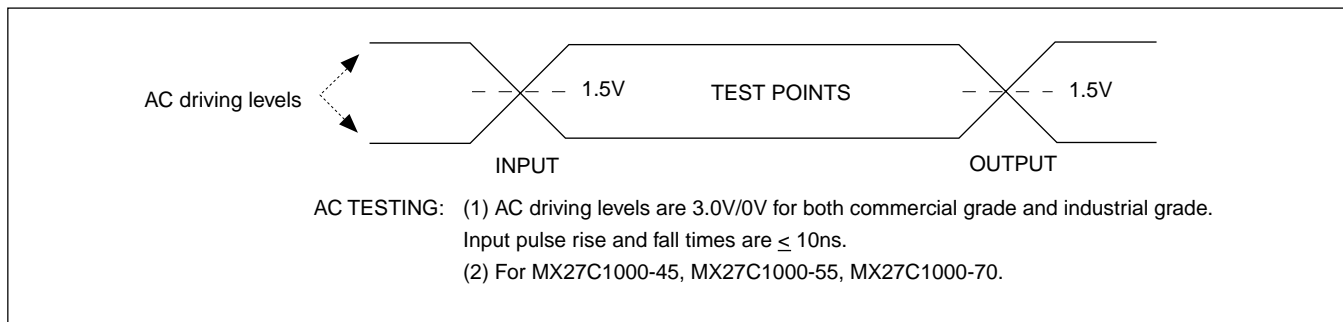 AC driving levels
1.5V
TEST POINTS
1.5V
INPUT
OUTPUT
AC TESTING: (1) AC driving levels are 3.0V/0V for both commercial grade and industrial grade.
Input pulse rise and fall times are ≤ 10ns.
(2) For MX27C1000-45, MX27C1000-55, MX27C1000-70.